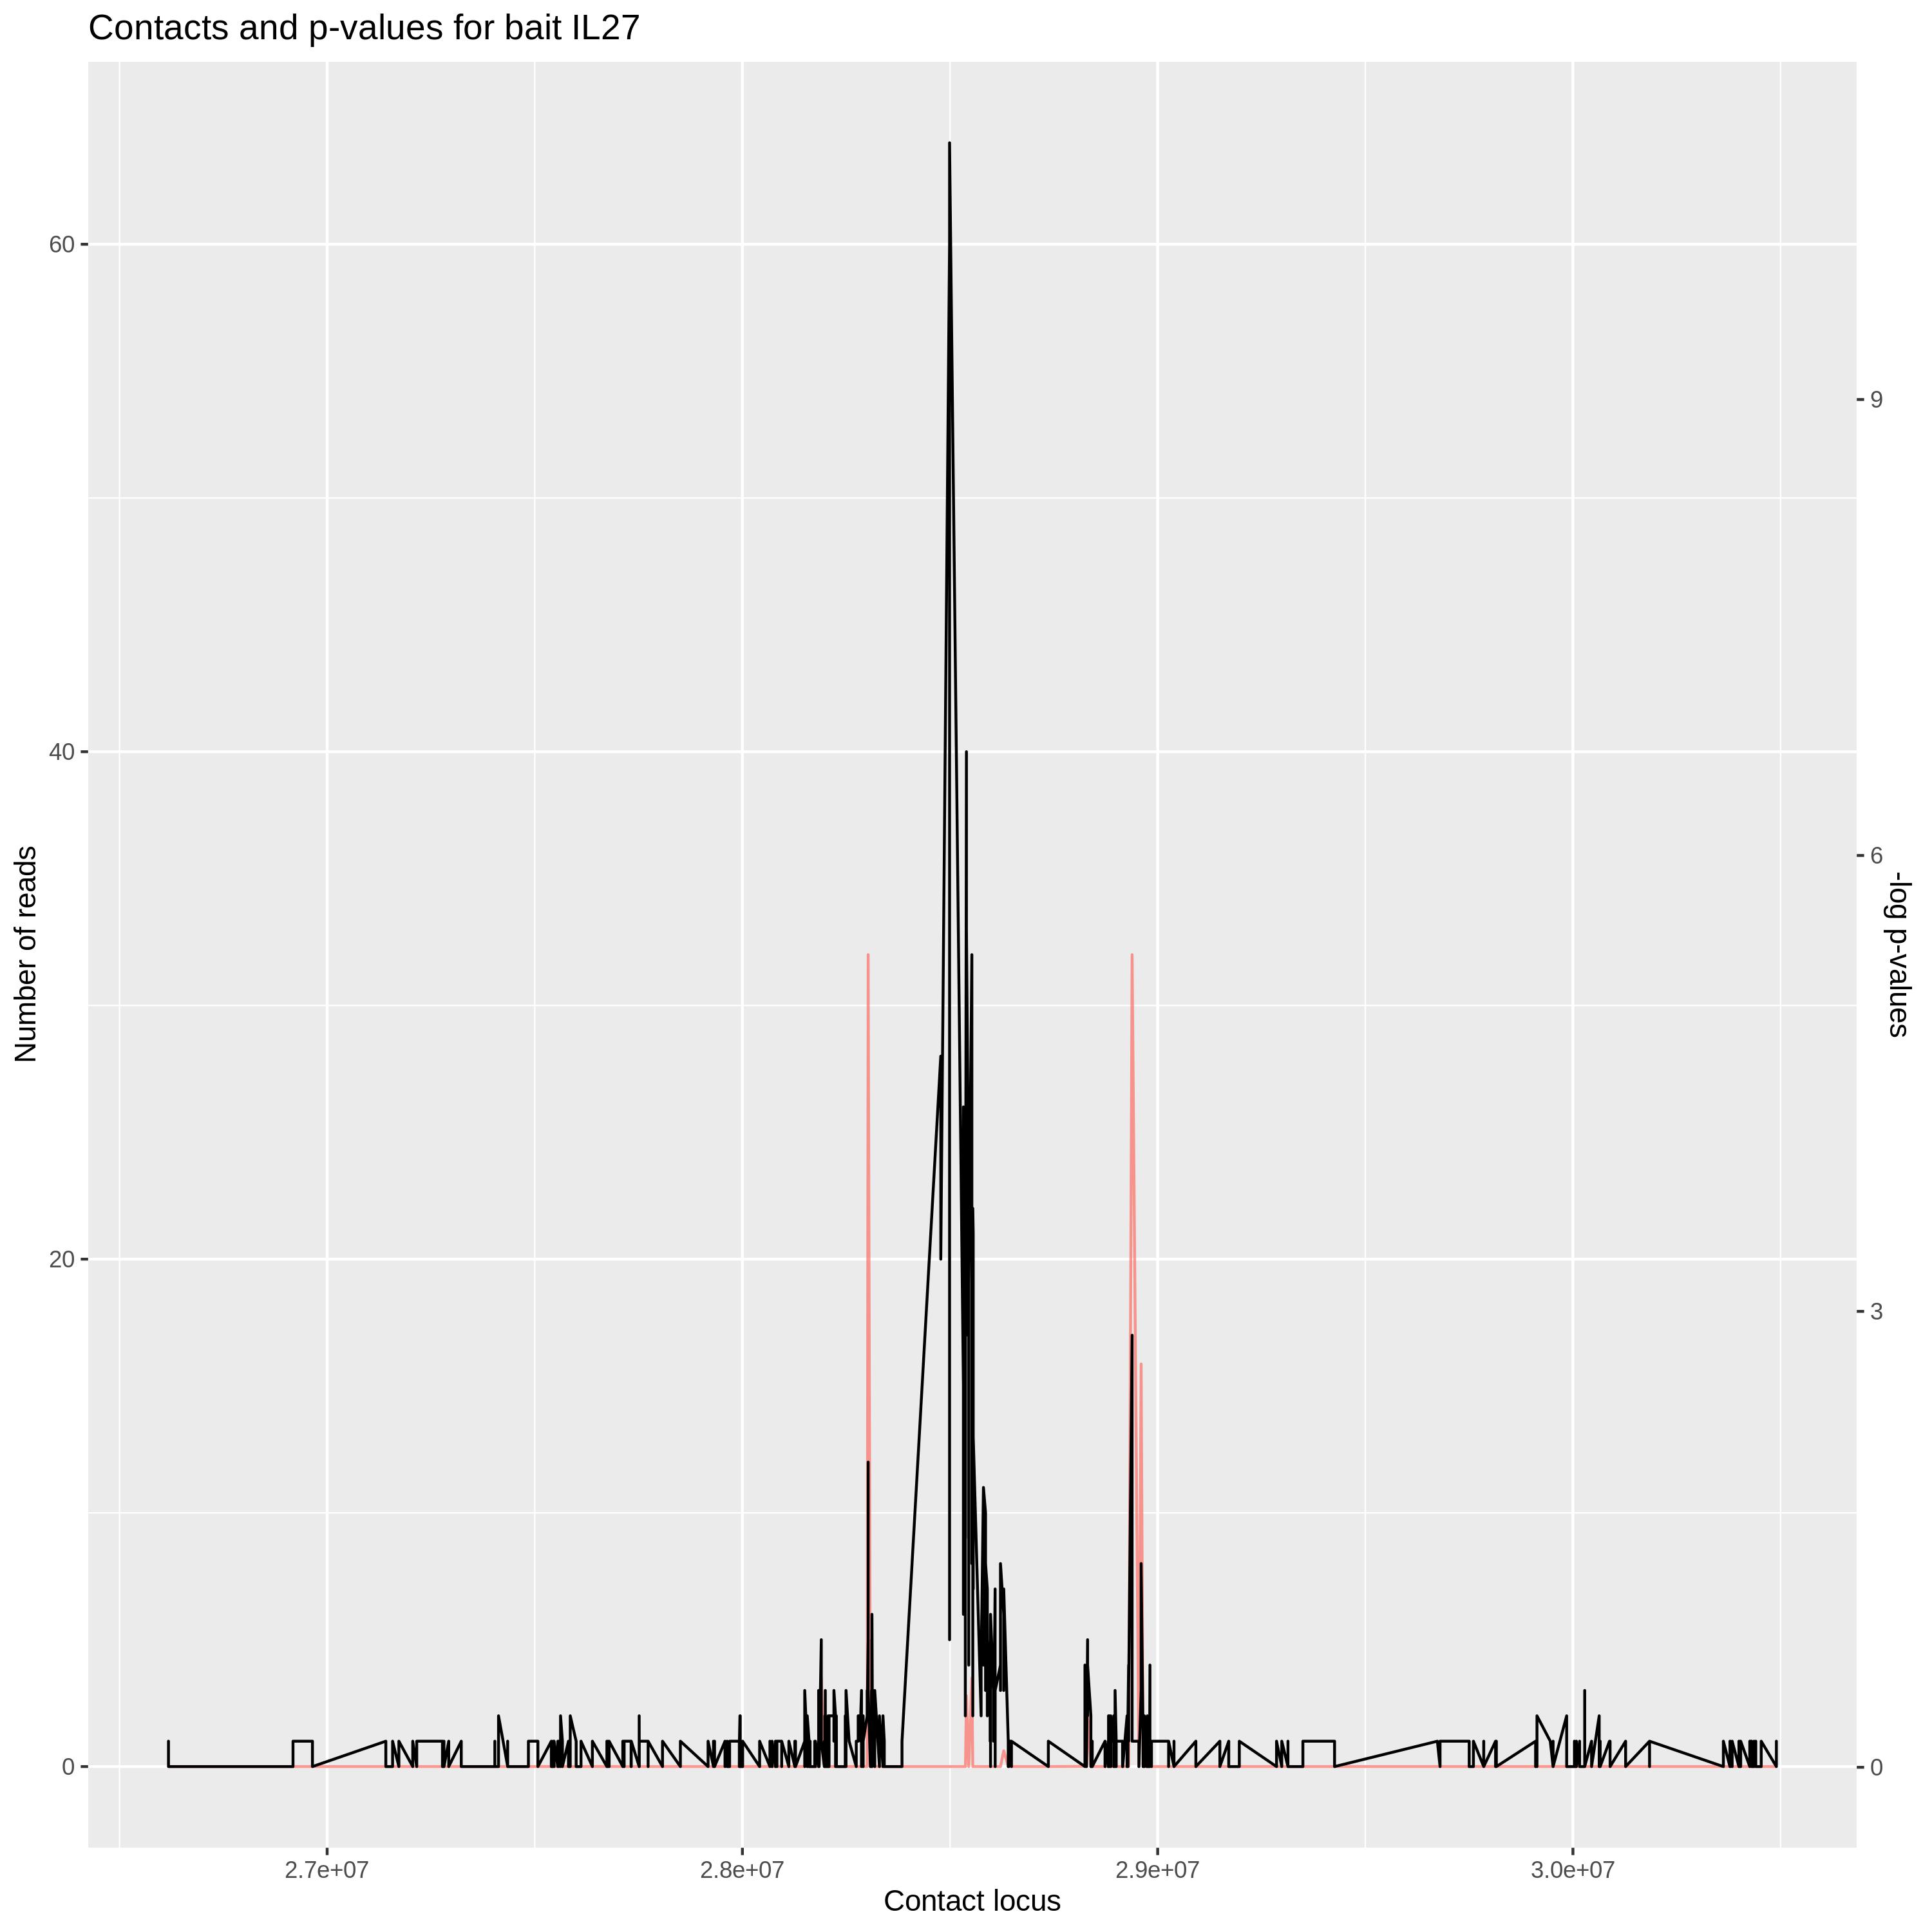 Contacts and p-values for bait IL27
60
40
20
0
9
6
3
0
Number of reads
-log p-values
2.7e+07 2.8e+07 2.9e+07 3.0e+07
Contact locus